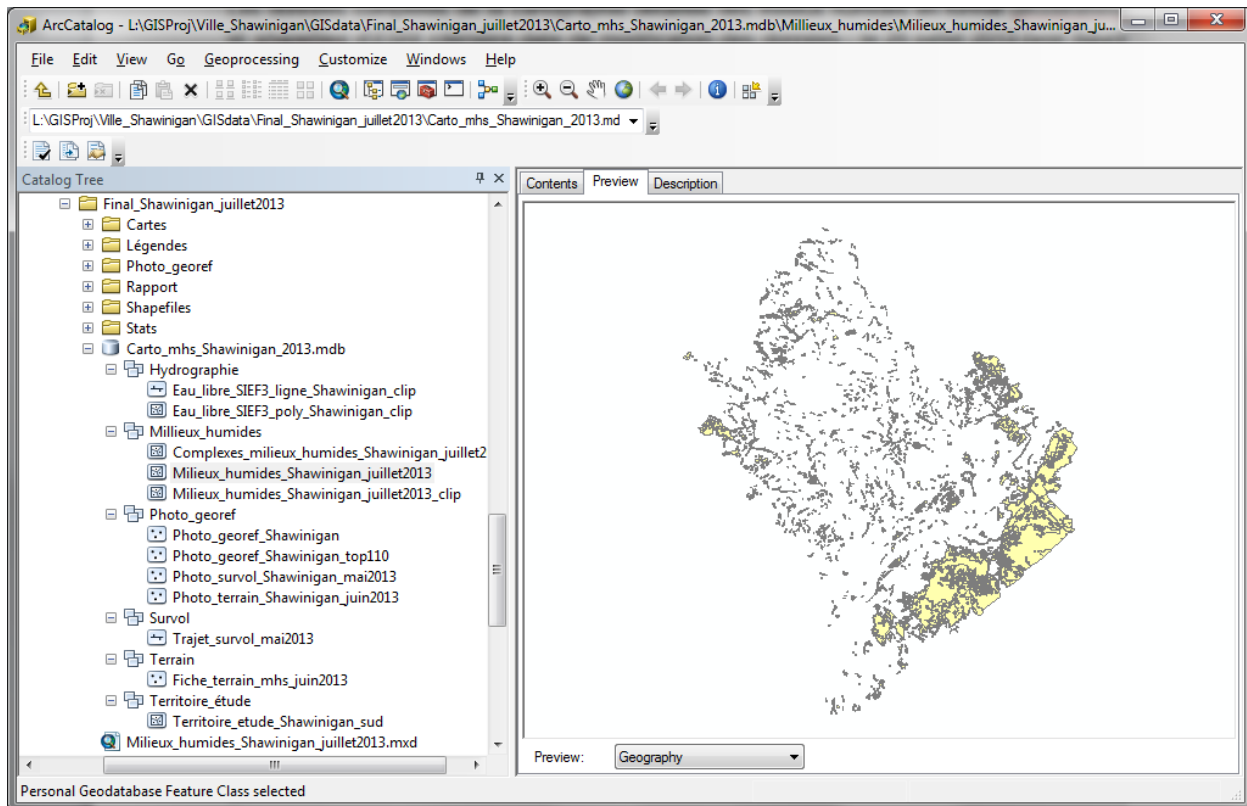 ArcCatalog - L:\GISProj\Ville_Shawinigan\GISdata\Final_Shawinigan_juillet2013\Carto_mhs_Shawinigan_2013.mdb\Millieux_humides\Milieux_humides_Shawinigan_ju...
File Edit View Go Geoprocessing Customize Windows Help
L:\GISProj\Ville_Shawinigan\GISdata\Final_Shawinigan_juillet2013\Carto_mhs_Shawinigan_2013.md
Catalog Tree
Final_Shawinigan_juillet2013
Cartes
Légendes
Photo_georef
Rapport
Shapefiles
Stats
Carto_mhs_Shawinigan_2013.mdb
Hydrographie
Eau_libre_SIEF3_ligne_Shawinigan_clip
Eau_libre_SIEF3_poly_Shawinigan_clip
Millieux_humides
Complexes_milieux_humides_Shawinigan_juillet2
Milieux_humides_Shawinigan_juillet2013
Milieux_humides_Shawinigan_juillet2013_clip
Photo_georef
Photo_georef_Shawinigan
Photo_georef_Shawinigan_top110
Photo_survol_Shawinigan_mai2013
Photo_terrain_Shawinigan_juin2013
Survol
Trajet_survol_mai2013
Terrain
Fiche_terrain_mhs_juin2013
Territoire_étude
Territoire_etude_Shawinigan_sud
Milieux_humides_Shawinigan_juillet2013.mxd
Contents Preview Description
Preview: Geography
Personal Geodatabase Feature Class selected